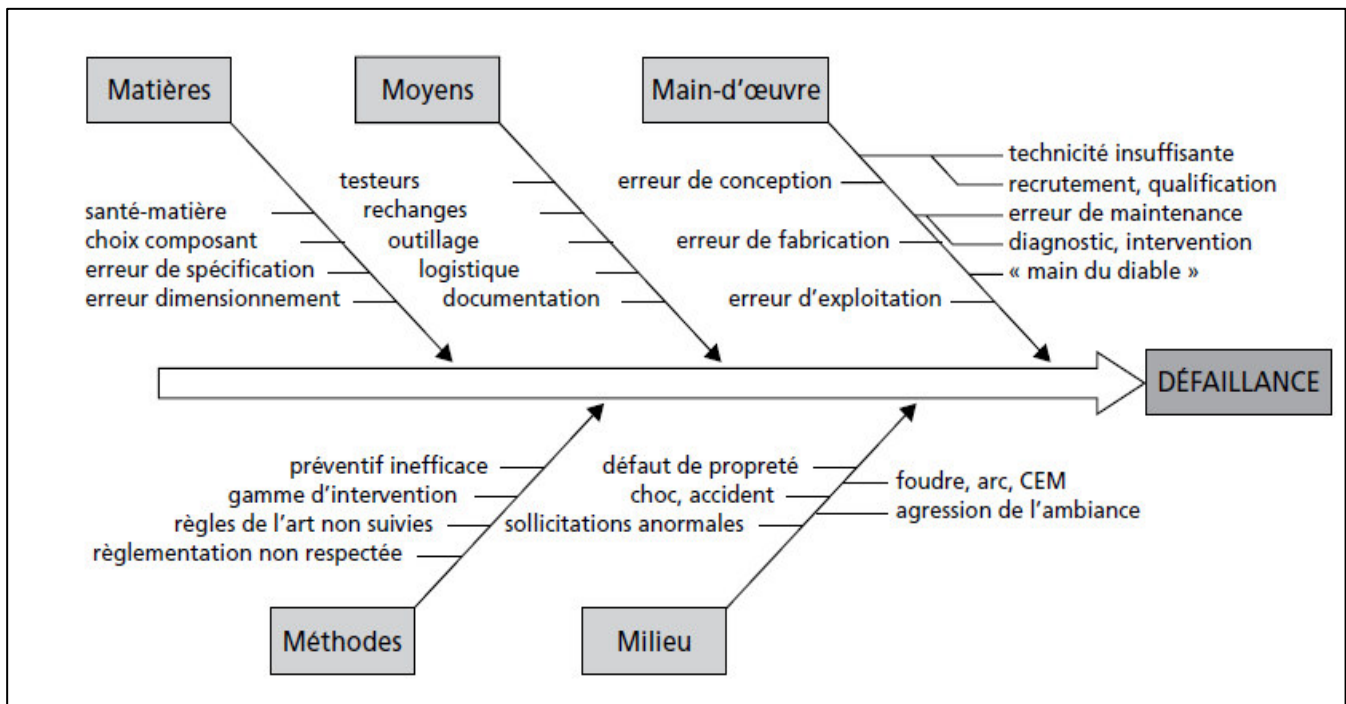 Matières
Moyens
Main-d'œuvre
santé-matière
choix composant
erreur de spécification
erreur dimensionnement
testeurs
rechanges
outillage
logistique
documentation
erreur de conception
erreur de fabrication
erreur d'exploitation
technicité insuffisante
recrutement, qualification
erreur de maintenance
diagnostic, intervention
« main du diable »
DÉFAILLANCE
préventif inefficace
gamme d'intervention
règles de l'art non suivies
règlementation non respectée
défaut de propreté
choc, accident
sollicitations anormales
foudre, arc, CEM
agression de l'ambiance
Méthodes
Milieu